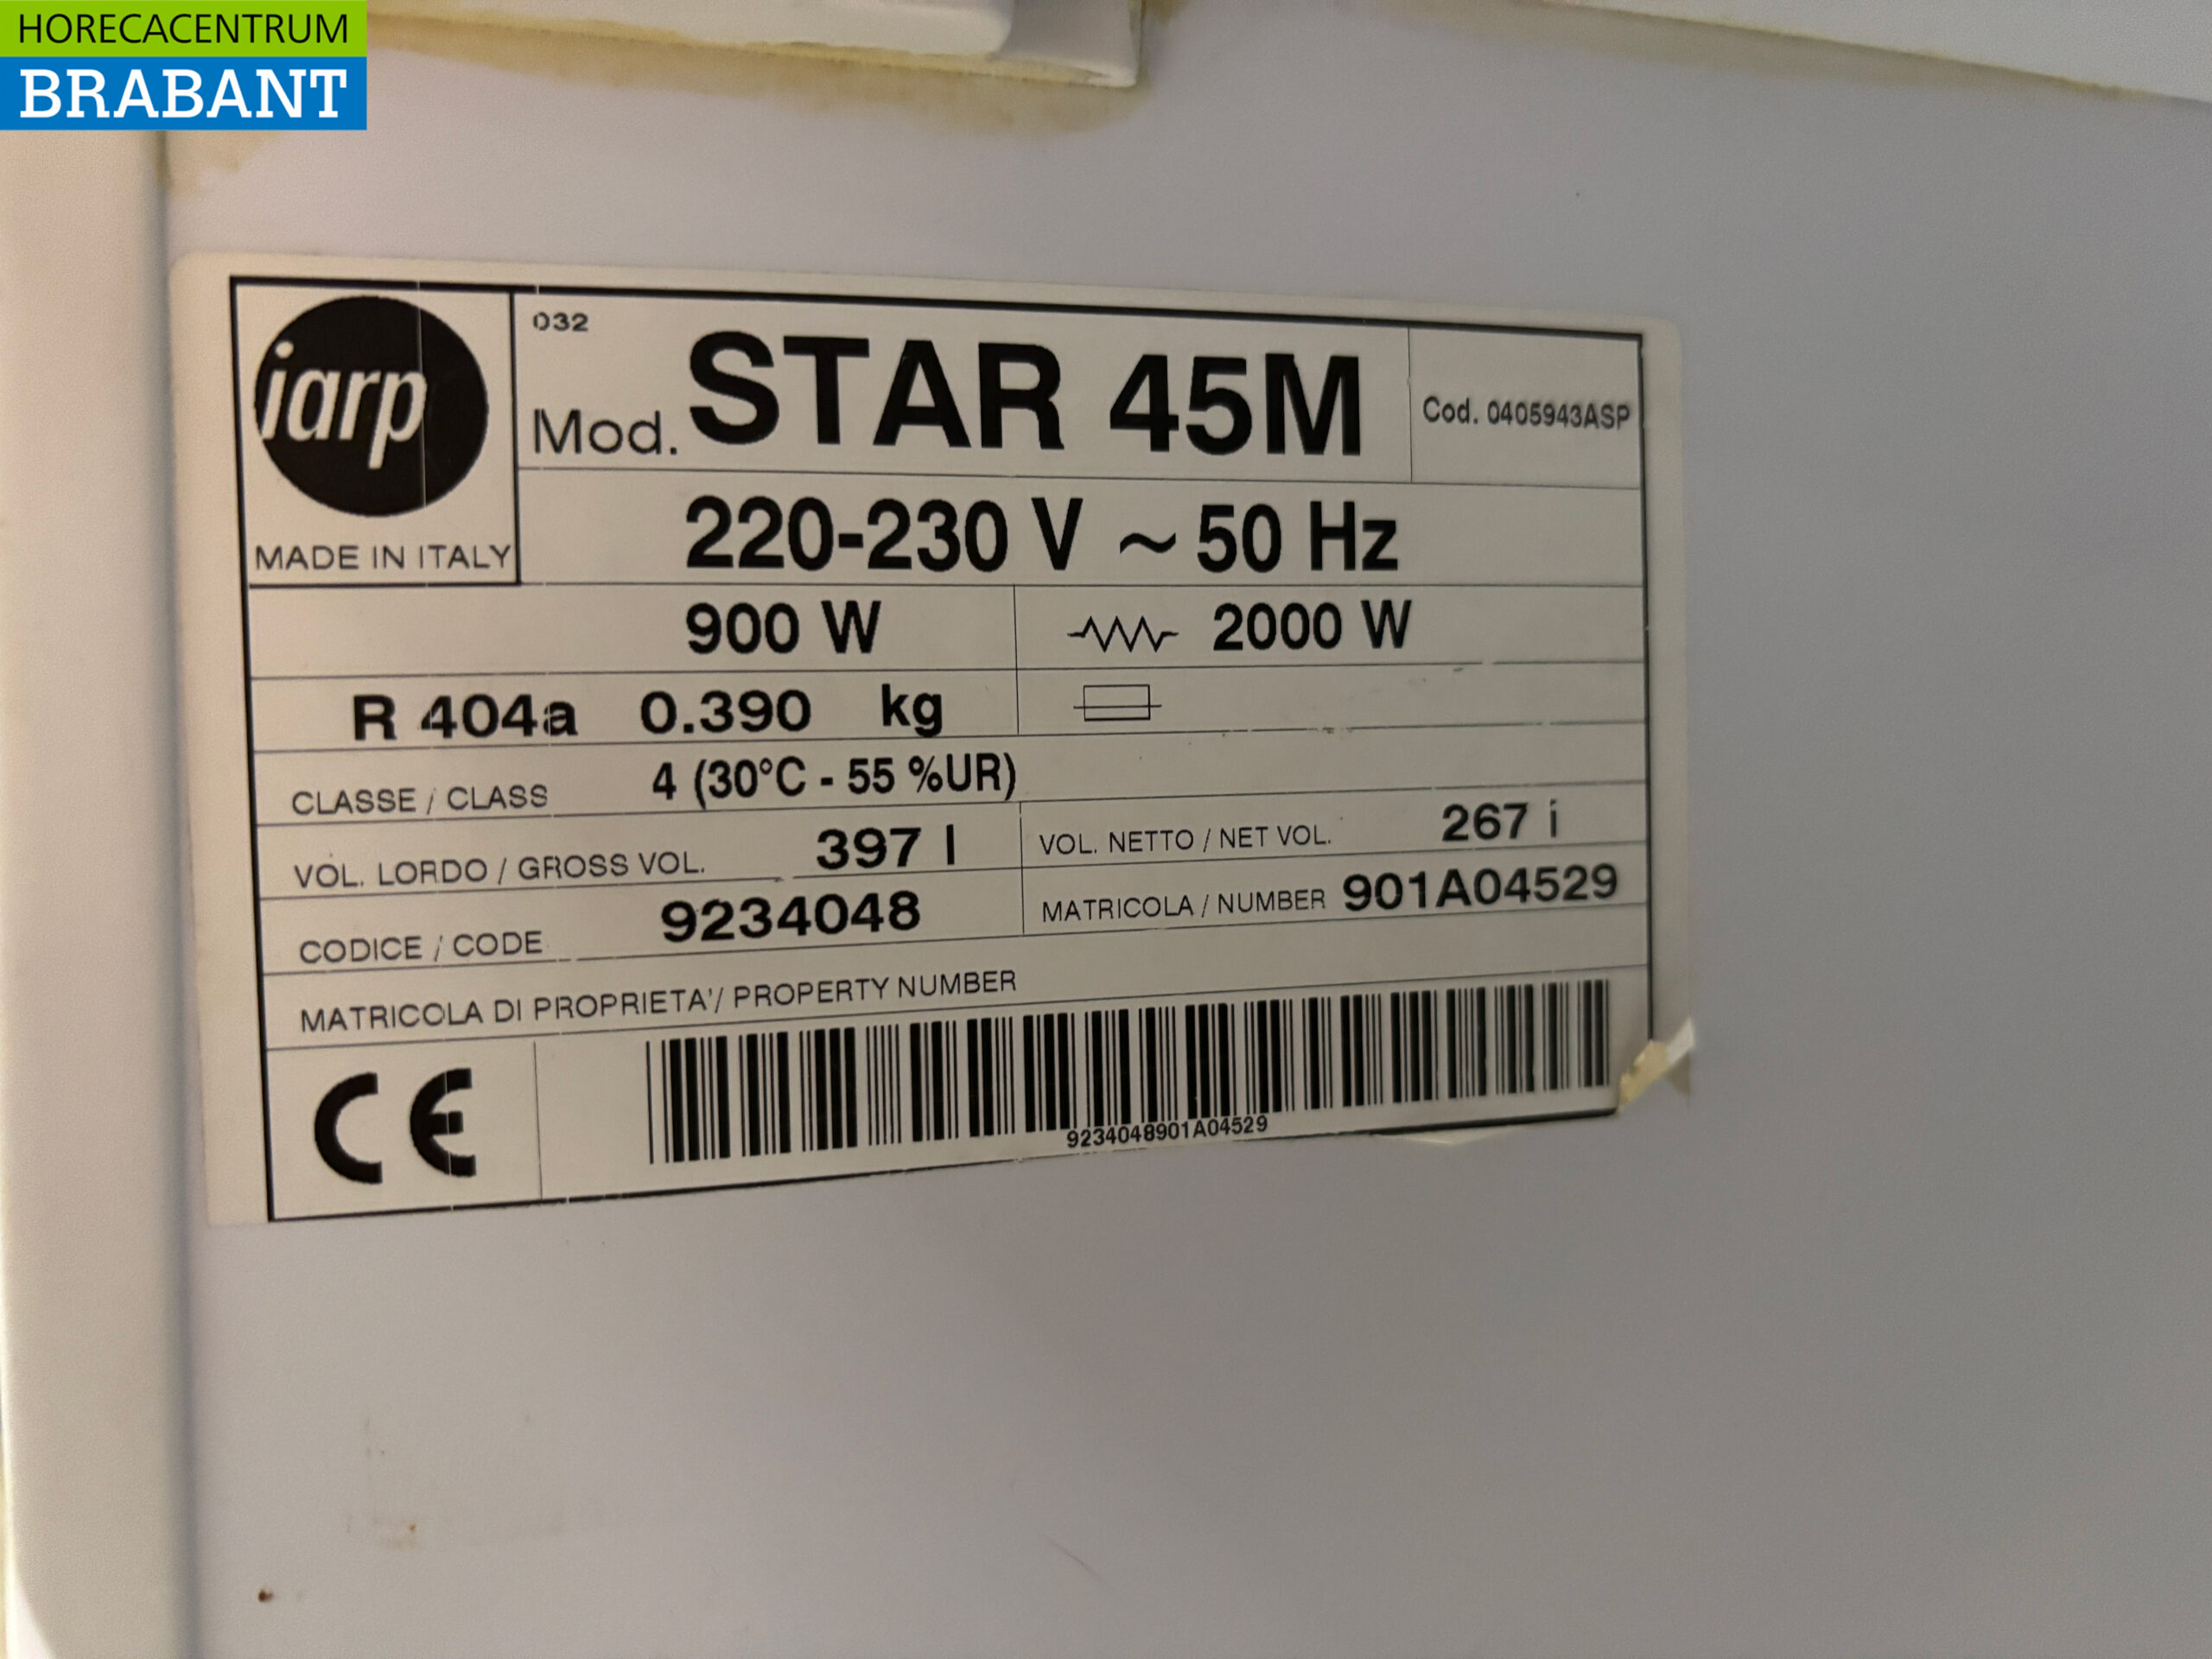 HORECACENTRUM
BRABANT
iarp
MADE IN ITALY
032
Mod. STAR 45M
Cod. 0405943ASP
220-230 V ~ 50 Hz
900 W
2000 W
R 404a 0.390 kg
CLASSE / CLASS 4 (30°C - 55 %UR)
VOL. LORDO / GROSS VOL. 397 l
VOL. NETTO / NET VOL. 267 l
CODICE / CODE 9234048
MATRICOLA / NUMBER 901A04529
MATRICOLA DI PROPRIETA'/ PROPERTY NUMBER
CE
9234048901A04529